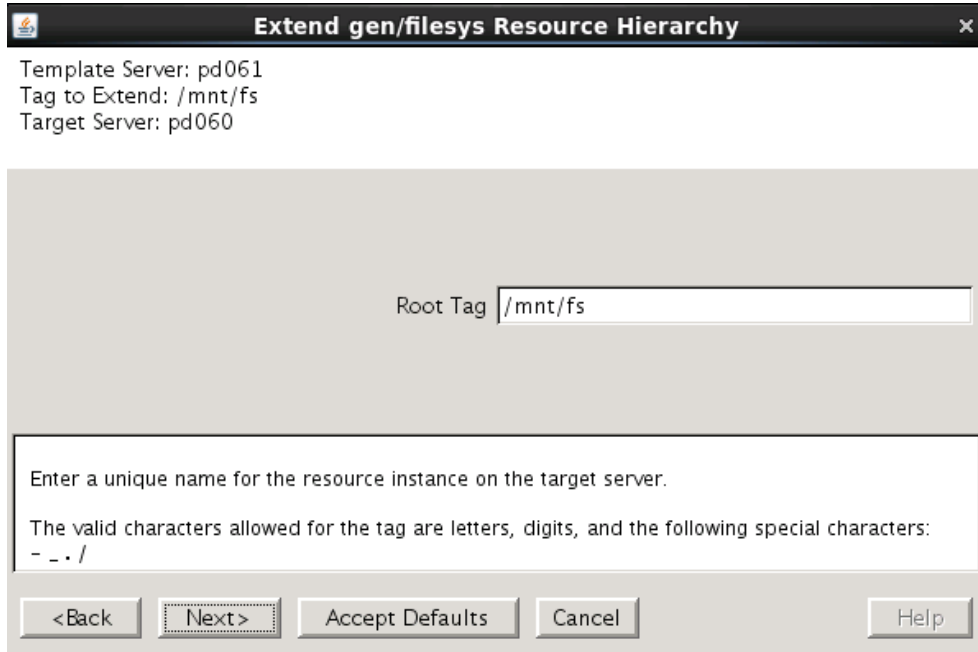 Extend gen/filesys Resource Hierarchy
Template Server: pd061
Tag to Extend: /mnt/fs
Target Server: pd060
Root Tag /mnt/fs
Enter a unique name for the resource instance on the target server.
The valid characters allowed for the tag are letters, digits, and the following special characters:
- _ . /
<Back Next> Accept Defaults Cancel Help